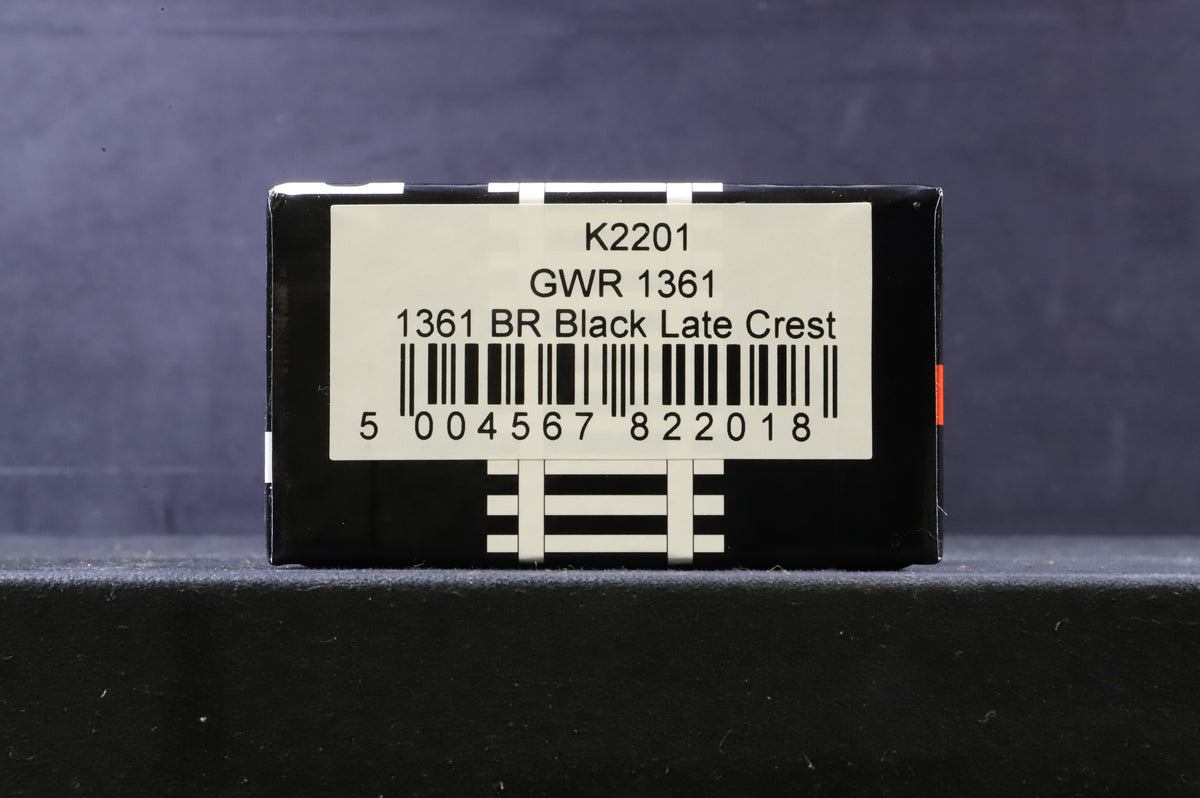 K2201
GWR 1361
1361 BR Black Late Crest
5 004567 822018